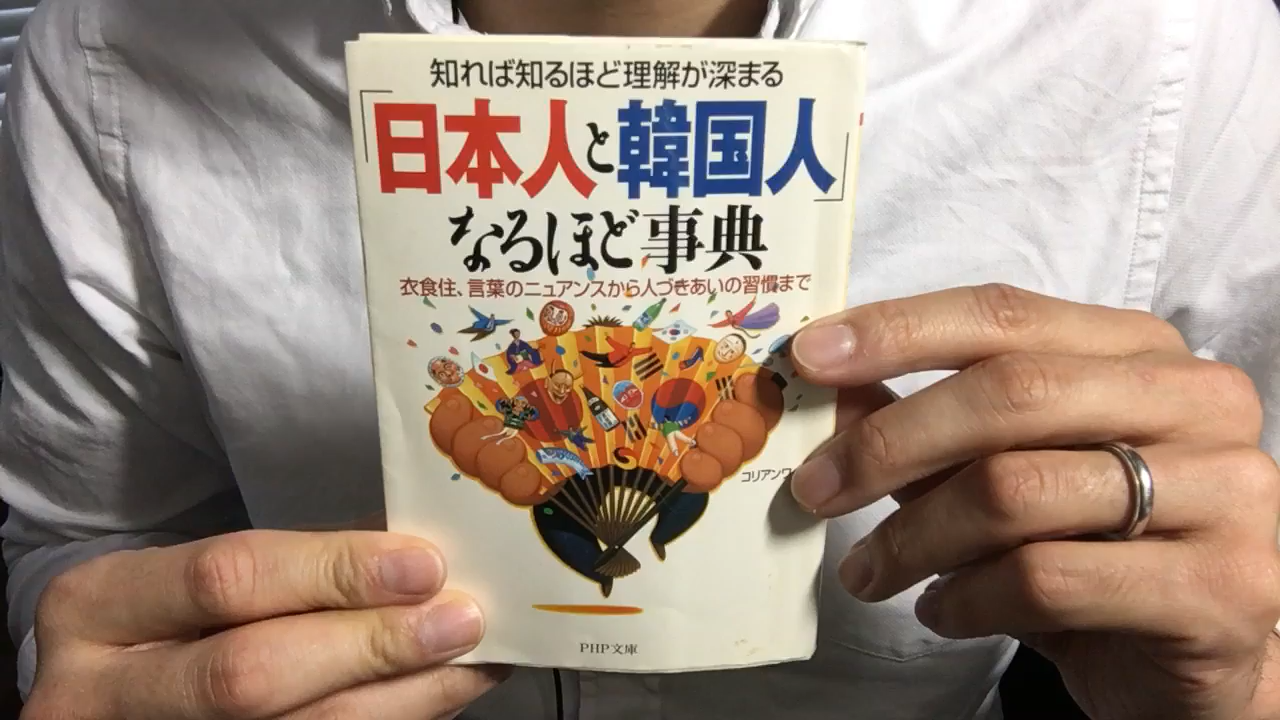 知れば知るほど理解が深まる
「日本人と韓国人」
なるほど事典
衣食住、言葉のニュアンスから人づきあいの習慣まで
コリアンワ
PHP文庫